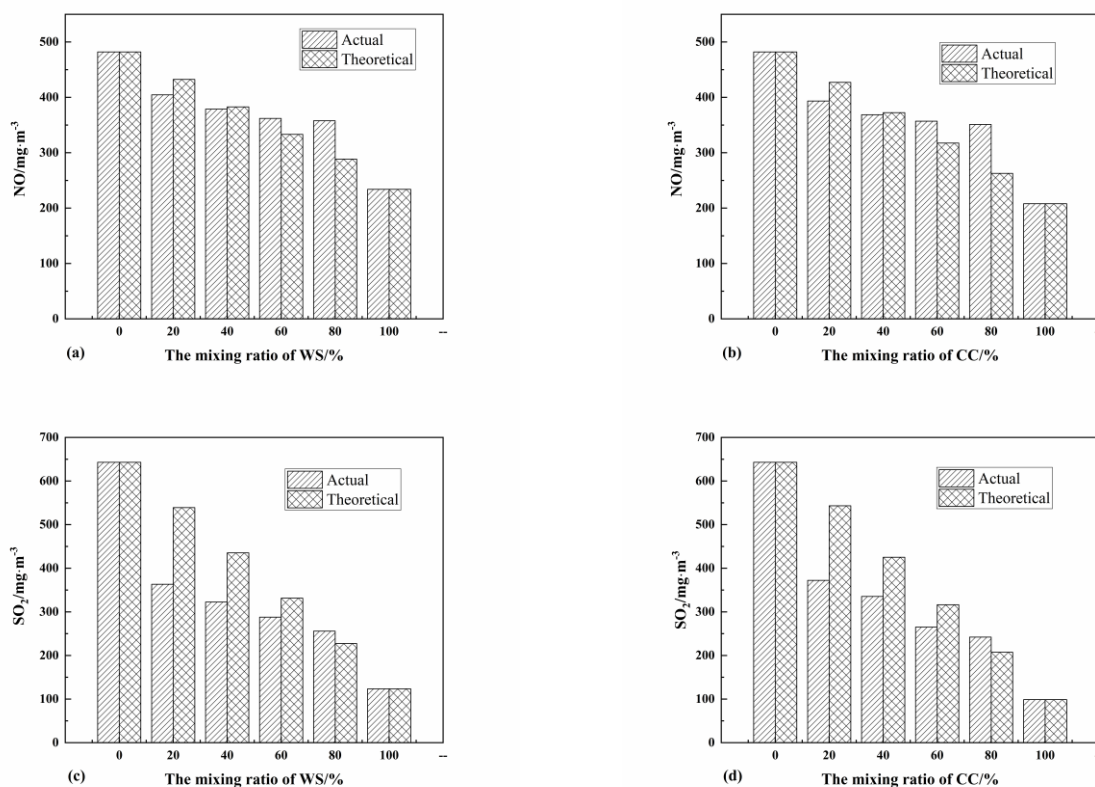 NO/mg·m-3
500
400
300
200
100
0
Actual
Theoretical
0 20 40 60 80 100 --
(a) The mixing ratio of WS/%
NO/mg·m-3
500
400
300
200
100
0
Actual
Theoretical
0 20 40 60 80 100
(b) The mixing ratio of CC/%
SO2/mg·m-3
700
600
500
400
300
200
100
0
Actual
Theoretical
0 20 40 60 80 100 --
(c) The mixing ratio of WS/%
SO2/mg·m-3
700
600
500
400
300
200
100
0
Actual
Theoretical
0 20 40 60 80 100
(d) The mixing ratio of CC/%